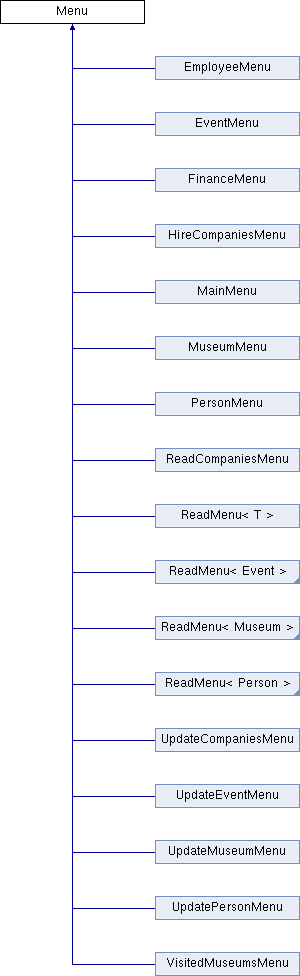 Menu
EmployeeMenu
EventMenu
FinanceMenu
HireCompaniesMenu
MainMenu
MuseumMenu
PersonMenu
ReadCompaniesMenu
ReadMenu< T >
ReadMenu< Event >
ReadMenu< Museum >
ReadMenu< Person >
UpdateCompaniesMenu
UpdateEventMenu
UpdateMuseumMenu
UpdatePersonMenu
VisitedMuseumsMenu